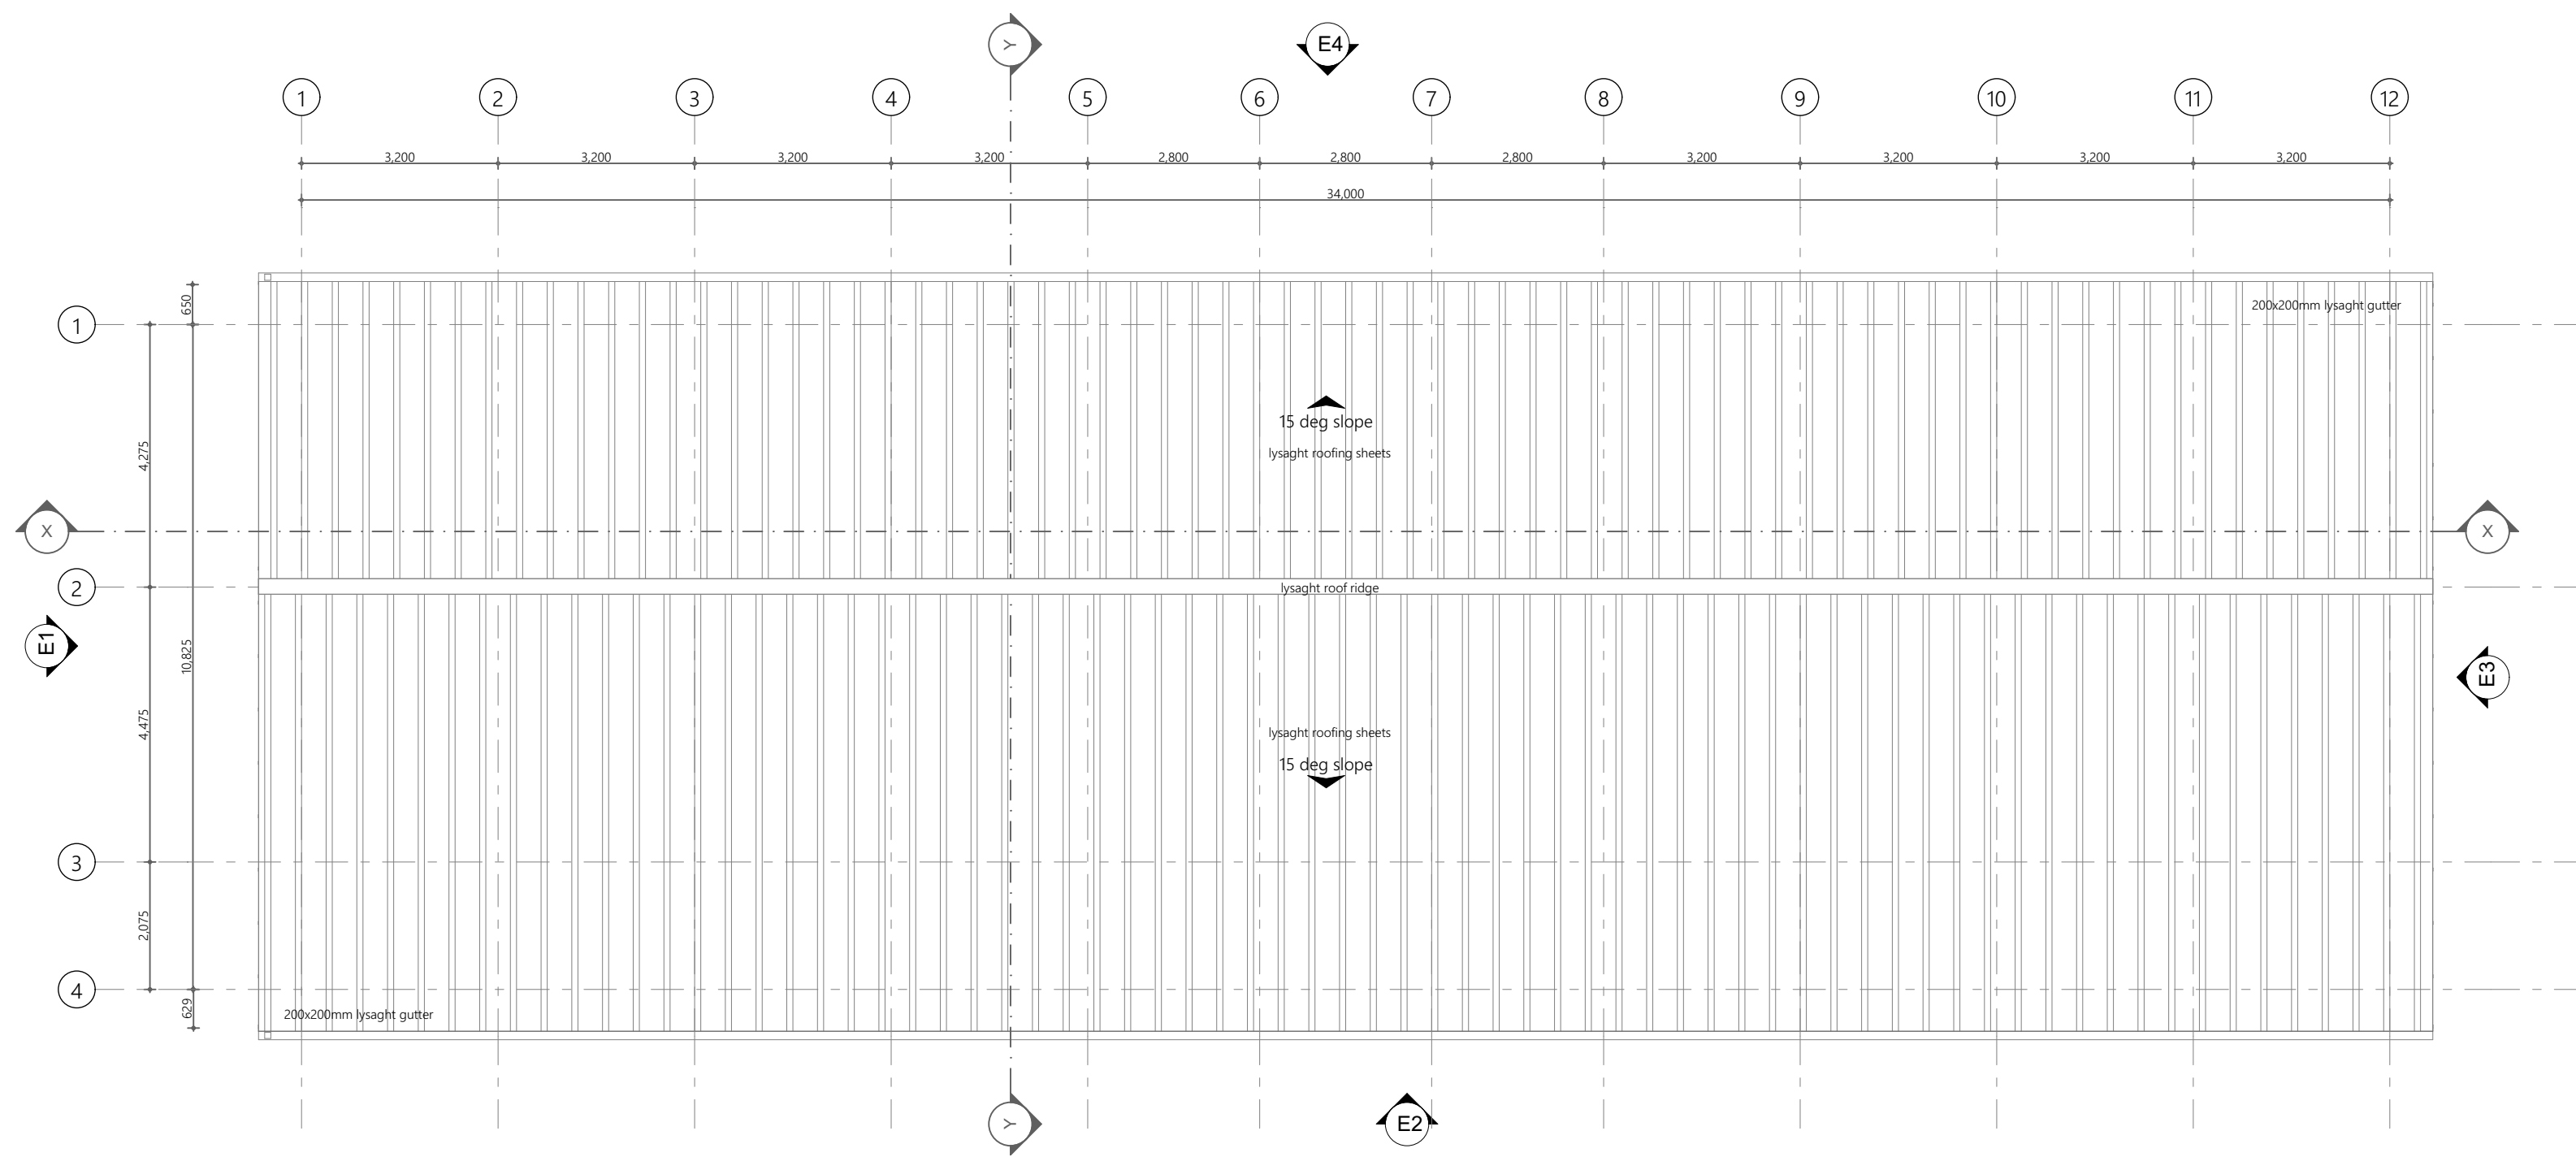 Y
E4
1 2 3 4 5 6 7 8 9 10 11 12
3,200 3,200 3,200 3,200 2,800 2,800 2,800 3,200 3,200 3,200 3,200
34,000
650
200x200mm lysaght gutter
1
15 deg slope
4,275
lysaght roofing sheets
X X
2
lysaght roof ridge
E1
10,825
E3
4,475
lysaght roofing sheets
15 deg slope
3
2,075
4
629
200x200mm lysaght gutter
Y
E2